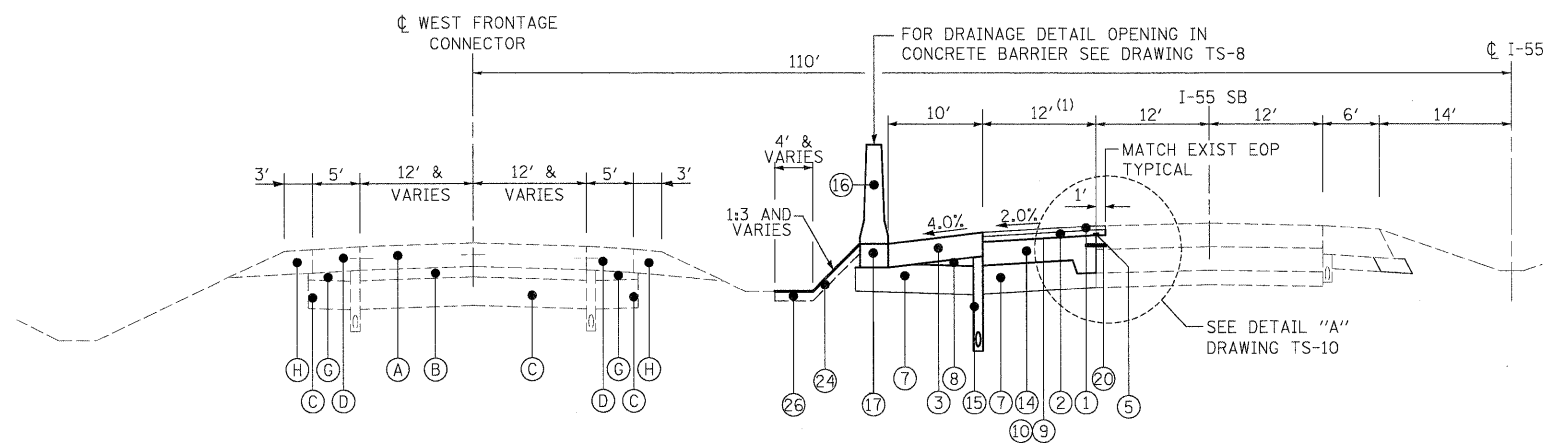 ℄ WEST FRONTAGE
CONNECTOR
FOR DRAINAGE DETAIL OPENING IN
CONCRETE BARRIER SEE DRAWING TS-8
℄ I-55
110'
I-55 SB
10'
12' (1)
12'
12'
6'
14'
4' &
VARIES
MATCH EXIST EOP
TYPICAL
3'
5'
12' &
VARIES
12' &
VARIES
5'
3'
16
1'
1:3 AND
VARIES
4.0%
2.0%
SEE DETAIL "A"
DRAWING TS-10
H
C
G
D
A
B
C
D
G
C
H
26
24
17
7
3
8
15
7
14
10
9
2
1
20
5